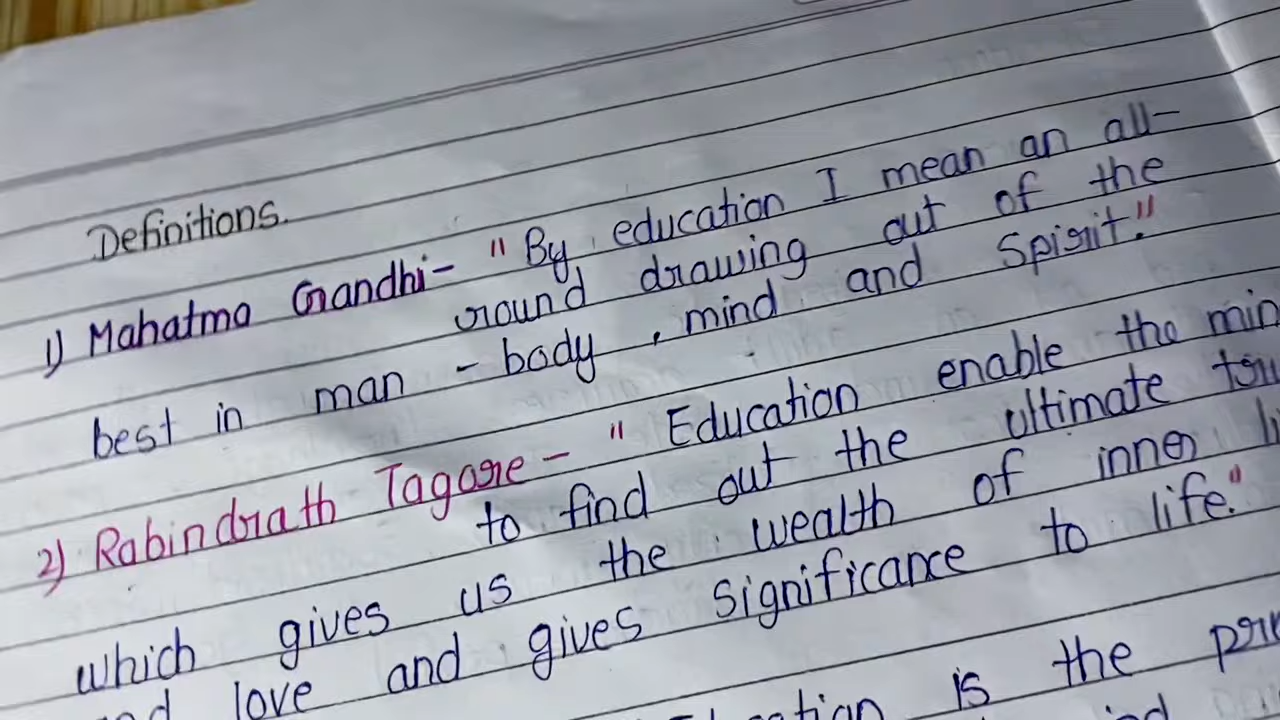 Definitions.
1) Mahatma Gandhi- "By education I mean an all-
round drawing out of the
best in man - body, mind and Spirit."
2) Rabindrath Tagore - "Education enable the
to find out the ultimate
which gives us the wealth of inner
love and gives significance to life."
is the